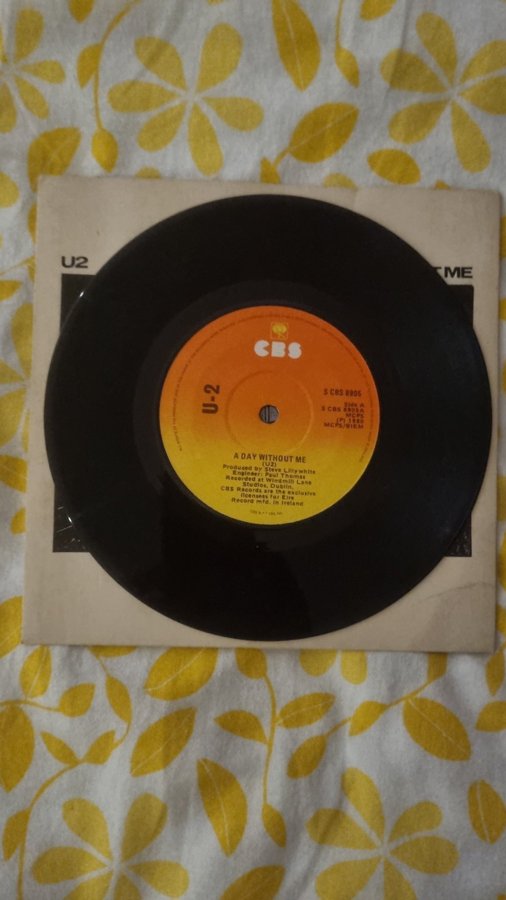 U2
T ME
CBS
U-2
S CBS 8905
Side A
S CBS 8905A
MCPS
(P) 1980
MCPS/BIEM
A DAY WITHOUT ME
(U2)
Produced by Steve Lillywhite
Engineer: Paul Thomas
Recorded at Windmill Lane
Studios, Dublin.
CBS Records are the exclusive
licensees for Eire
Record mfd. in Ireland